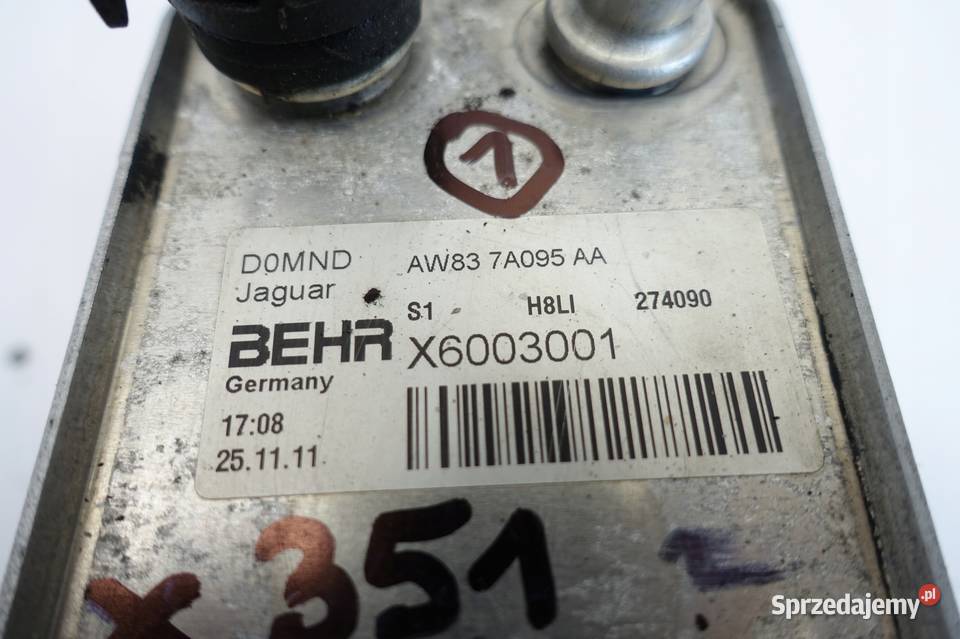 1
D0MND AW83 7A095 AA
Jaguar
S1 H8LI 274090
BEHR X6003001
Germany
17:08
25.11.11
x 351
Sprzedajemy.pl